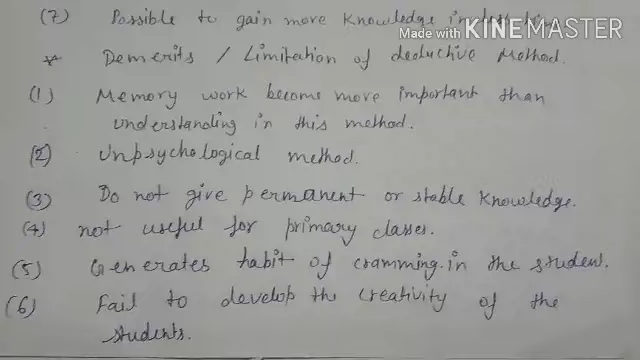 (7) Possible to gain more knowledge in
Made with KINEMASTER
* Demerits / Limitation of deductive Method.
(1) Memory work become more important than
understanding in this method.
(2) Unpsychological method.
(3) Do not give permanent or stable knowledge.
(4) not useful for primary classes.
(5) Generates habit of cramming in the student.
(6) Fail to develop the creativity of the
students.